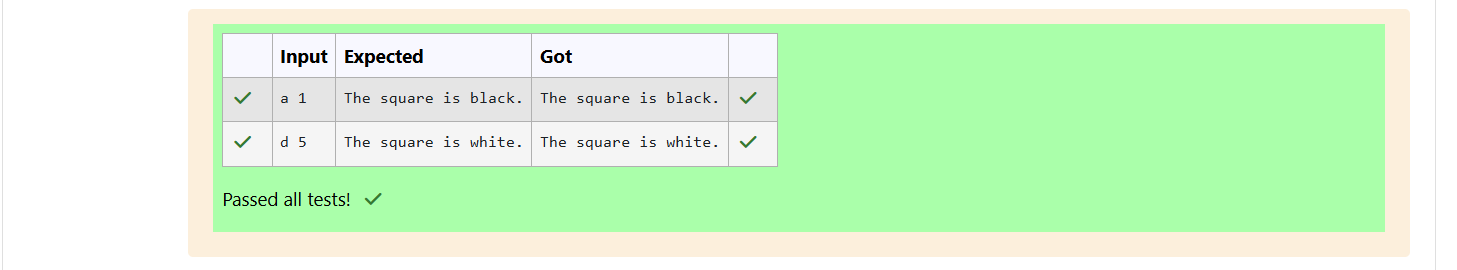 Input Expected Got
a 1 The square is black. The square is black.
d 5 The square is white. The square is white.
Passed all tests!